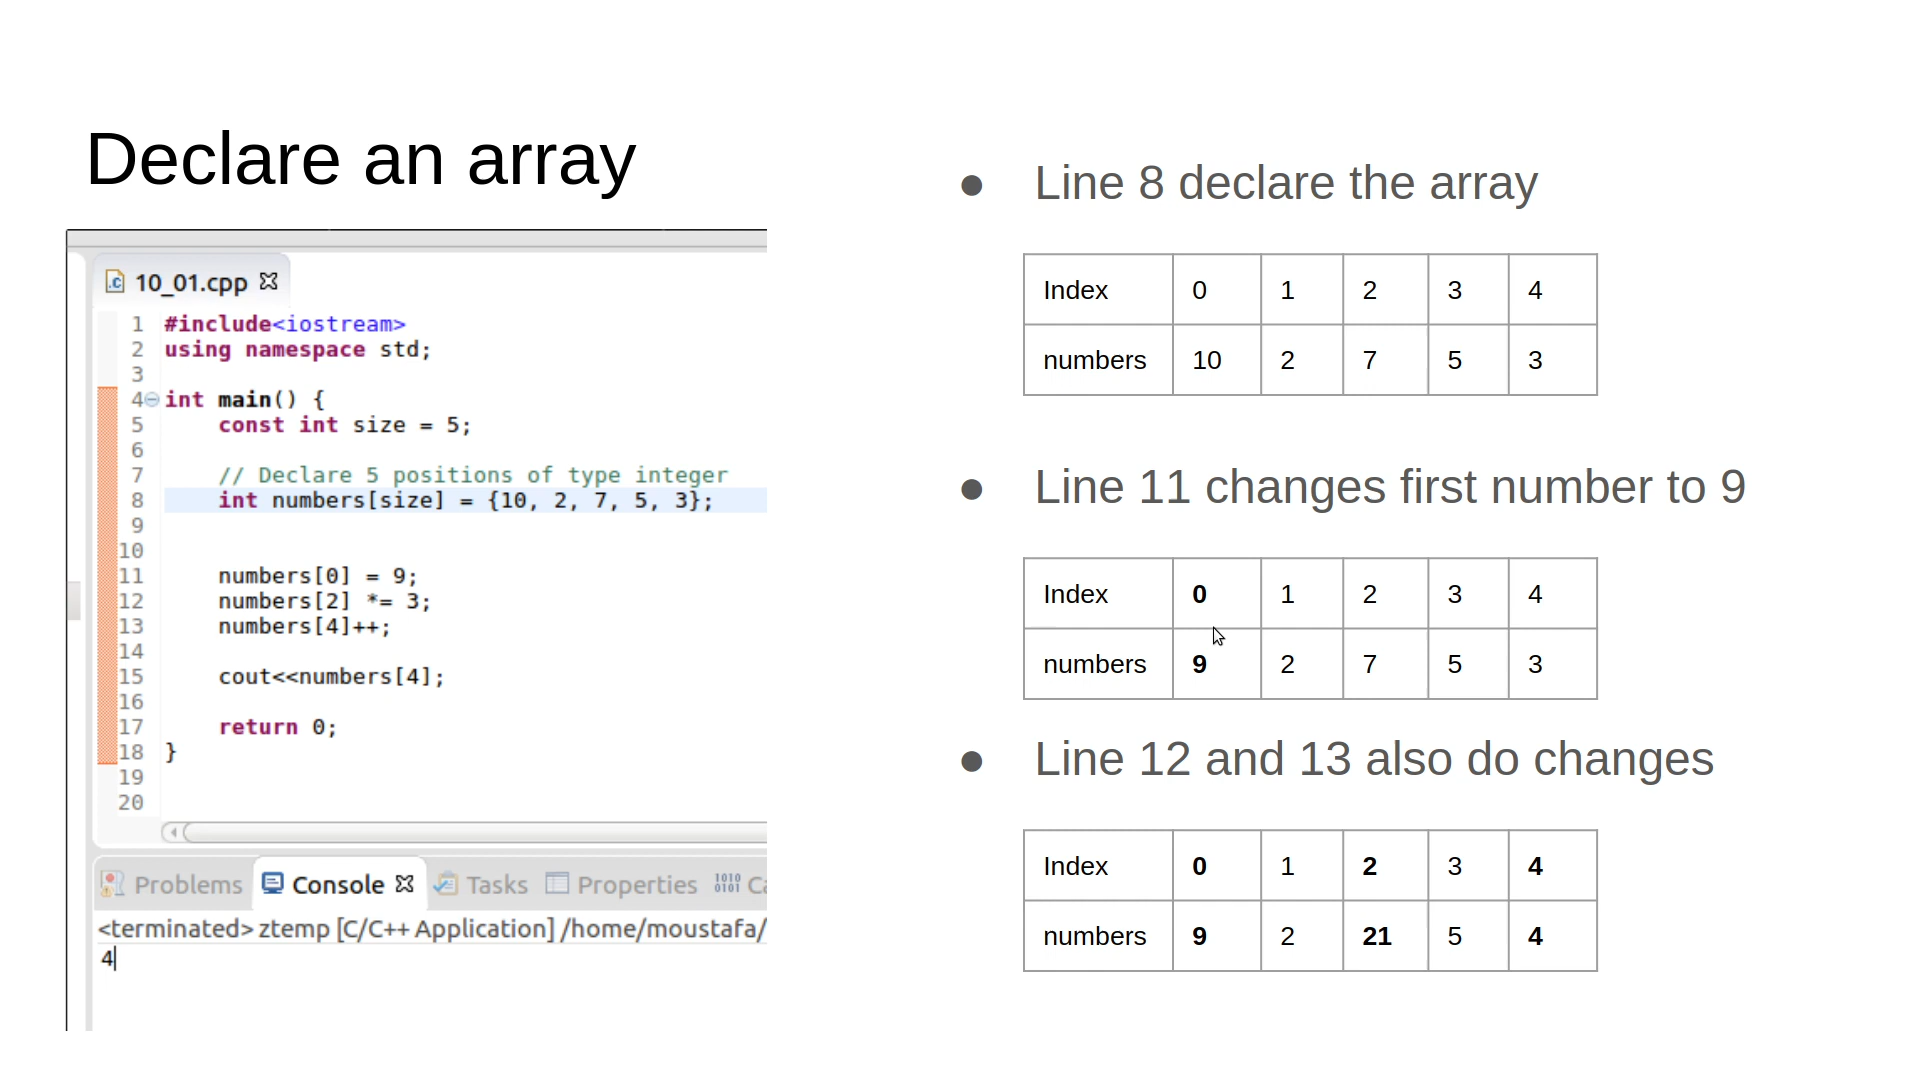 Declare an array
10_01.cpp
1 #include<iostream>
2 using namespace std;
3
4 int main() {
5 const int size = 5;
6
7 // Declare 5 positions of type integer
8 int numbers[size] = {10, 2, 7, 5, 3};
9
10
11 numbers[0] = 9;
12 numbers[2] *= 3;
13 numbers[4]++;
14
15 cout<<numbers[4];
16
17 return 0;
18 }
19
20
Problems Console Tasks Properties
<terminated> ztemp [C/C++ Application] /home/moustafa/
4
● Line 8 declare the array
Index 0 1 2 3 4
numbers 10 2 7 5 3
● Line 11 changes first number to 9
Index 0 1 2 3 4
numbers 9 2 7 5 3
● Line 12 and 13 also do changes
Index 0 1 2 3 4
numbers 9 2 21 5 4